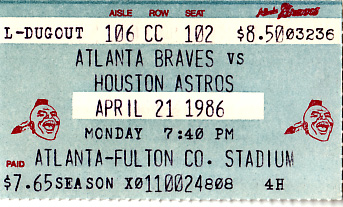 AISLE ROW SEAT
L-DUGOUT 106 CC 102 $8.50 03236
ATLANTA BRAVES VS
HOUSTON ASTROS
APRIL 21 1986
MONDAY 7:40 PM
PAID ATLANTA-FULTON CO. STADIUM
$7.65 SEASON X0110024808 4H